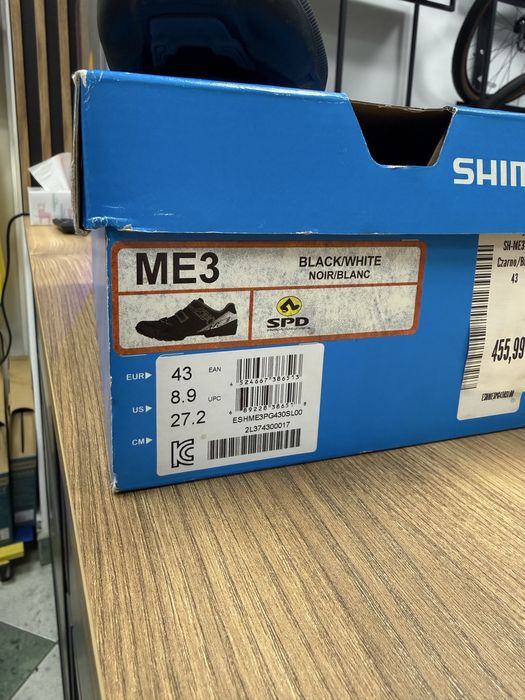 SHIM
ME3
BLACK/WHITE
NOIR/BLANC
SPD
EUR▶ 43
US▶ 8.9
CM▶ 27.2
EAN
UPC
ESHME3PG430SL00
2L374300017
SH-ME3
Czarno/B
43
455,99
ESHME3PG430SL00